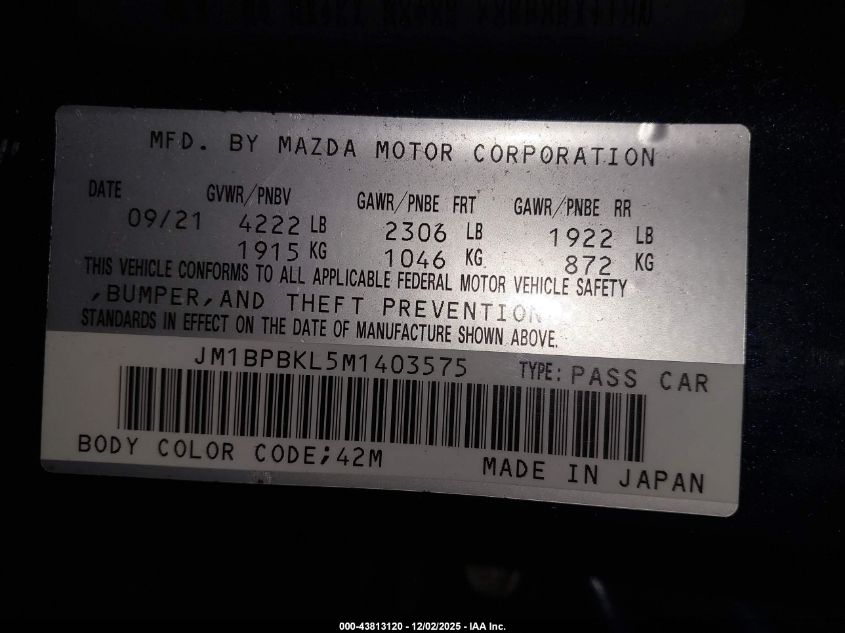 MFD. BY MAZDA MOTOR CORPORATION
DATE GVWR/PNBV GAWR/PNBE FRT GAWR/PNBE RR
09/21 4222 LB 2306 LB 1922 LB
1915 KG 1046 KG 872 KG
THIS VEHICLE CONFORMS TO ALL APPLICABLE FEDERAL MOTOR VEHICLE SAFETY
,BUMPER,AND THEFT PREVENTION
STANDARDS IN EFFECT ON THE DATE OF MANUFACTURE SHOWN ABOVE.
JM1BPBKL5M1403575 TYPE: PASS CAR
BODY COLOR CODE;42M MADE IN JAPAN
000-43813120 - 12/02/2025 - IAA Inc.